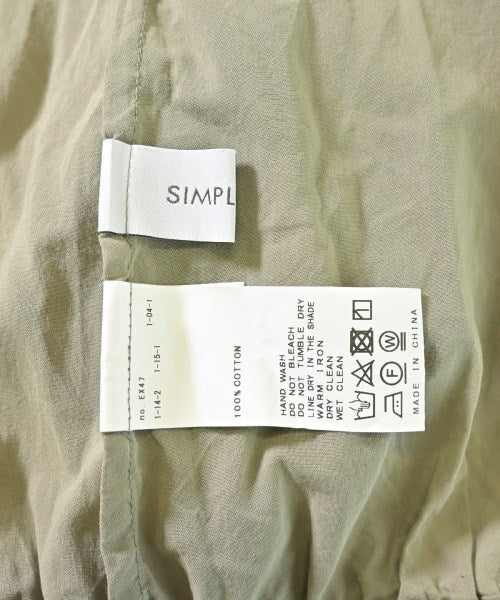 SIMPL
no. EX47
1-14-2 1-15-1 1-04-1
100% COTTON
HAND WASH
DO NOT BLEACH
DO NOT TUMBLE DRY
LINE DRY IN THE SHADE
WARM IRON
DRY CLEAN
WET CLEAN
F W
MADE IN CHINA